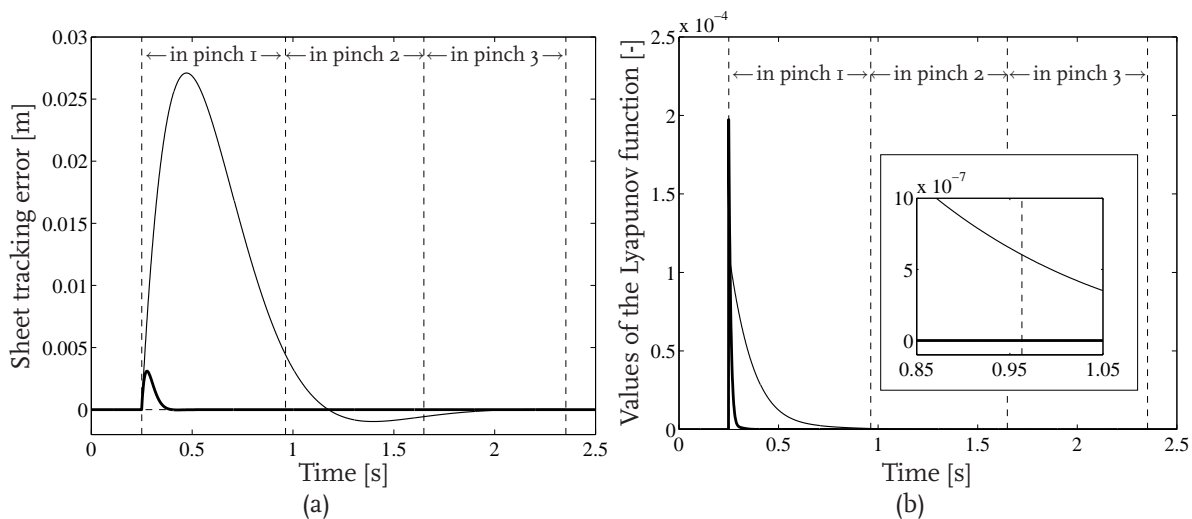 0.03
0.025
0.02
0.015
0.01
0.005
0
Sheet tracking error [m]
←in pinch 1→
←in pinch 2→
←in pinch 3→
0
0.5
1
1.5
2
2.5
Time [s]
(a)
x 10⁻⁴
2.5
2
1.5
1
0.5
0
Values of the Lyapunov function [-]
←in pinch 1→
←in pinch 2→
←in pinch 3→
x 10⁻⁷
10
5
0
0.85
0.95
1.05
0
0.5
1
1.5
2
2.5
Time [s]
(b)